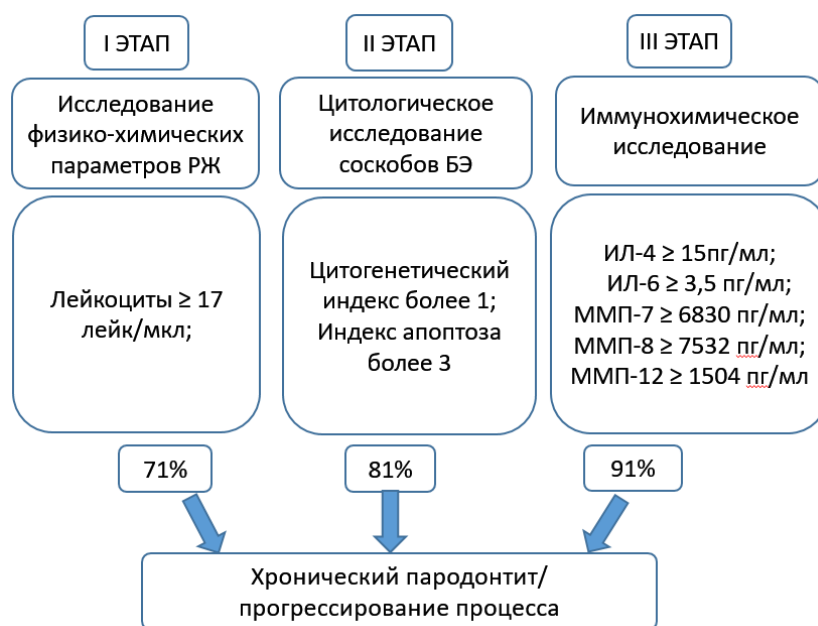 I ЭТАП
Исследование
физико-химических
параметров РЖ
Лейкоциты ≥ 17
лейк/мкл;
71%
II ЭТАП
Цитологическое
исследование
соскобов БЭ
Цитогенетический
индекс более 1;
Индекс апоптоза
более 3
81%
III ЭТАП
Иммунохимическое
исследование
ИЛ-4 ≥ 15пг/мл;
ИЛ-6 ≥ 3,5 пг/мл;
ММП-7 ≥ 6830 пг/мл;
ММП-8 ≥ 7532 пг/мл;
ММП-12 ≥ 1504 пг/мл
91%
Хронический пародонтит/
прогрессирование процесса